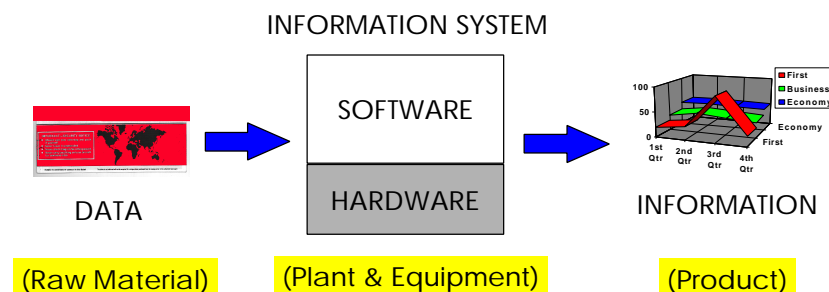 INFORMATION SYSTEM
SOFTWARE
HARDWARE
DATA
INFORMATION
(Raw Material)
(Plant & Equipment)
(Product)
First
Business
Economy
100
50
0
1st
Qtr
2nd
Qtr
3rd
Qtr
4th
Qtr
Economy
First